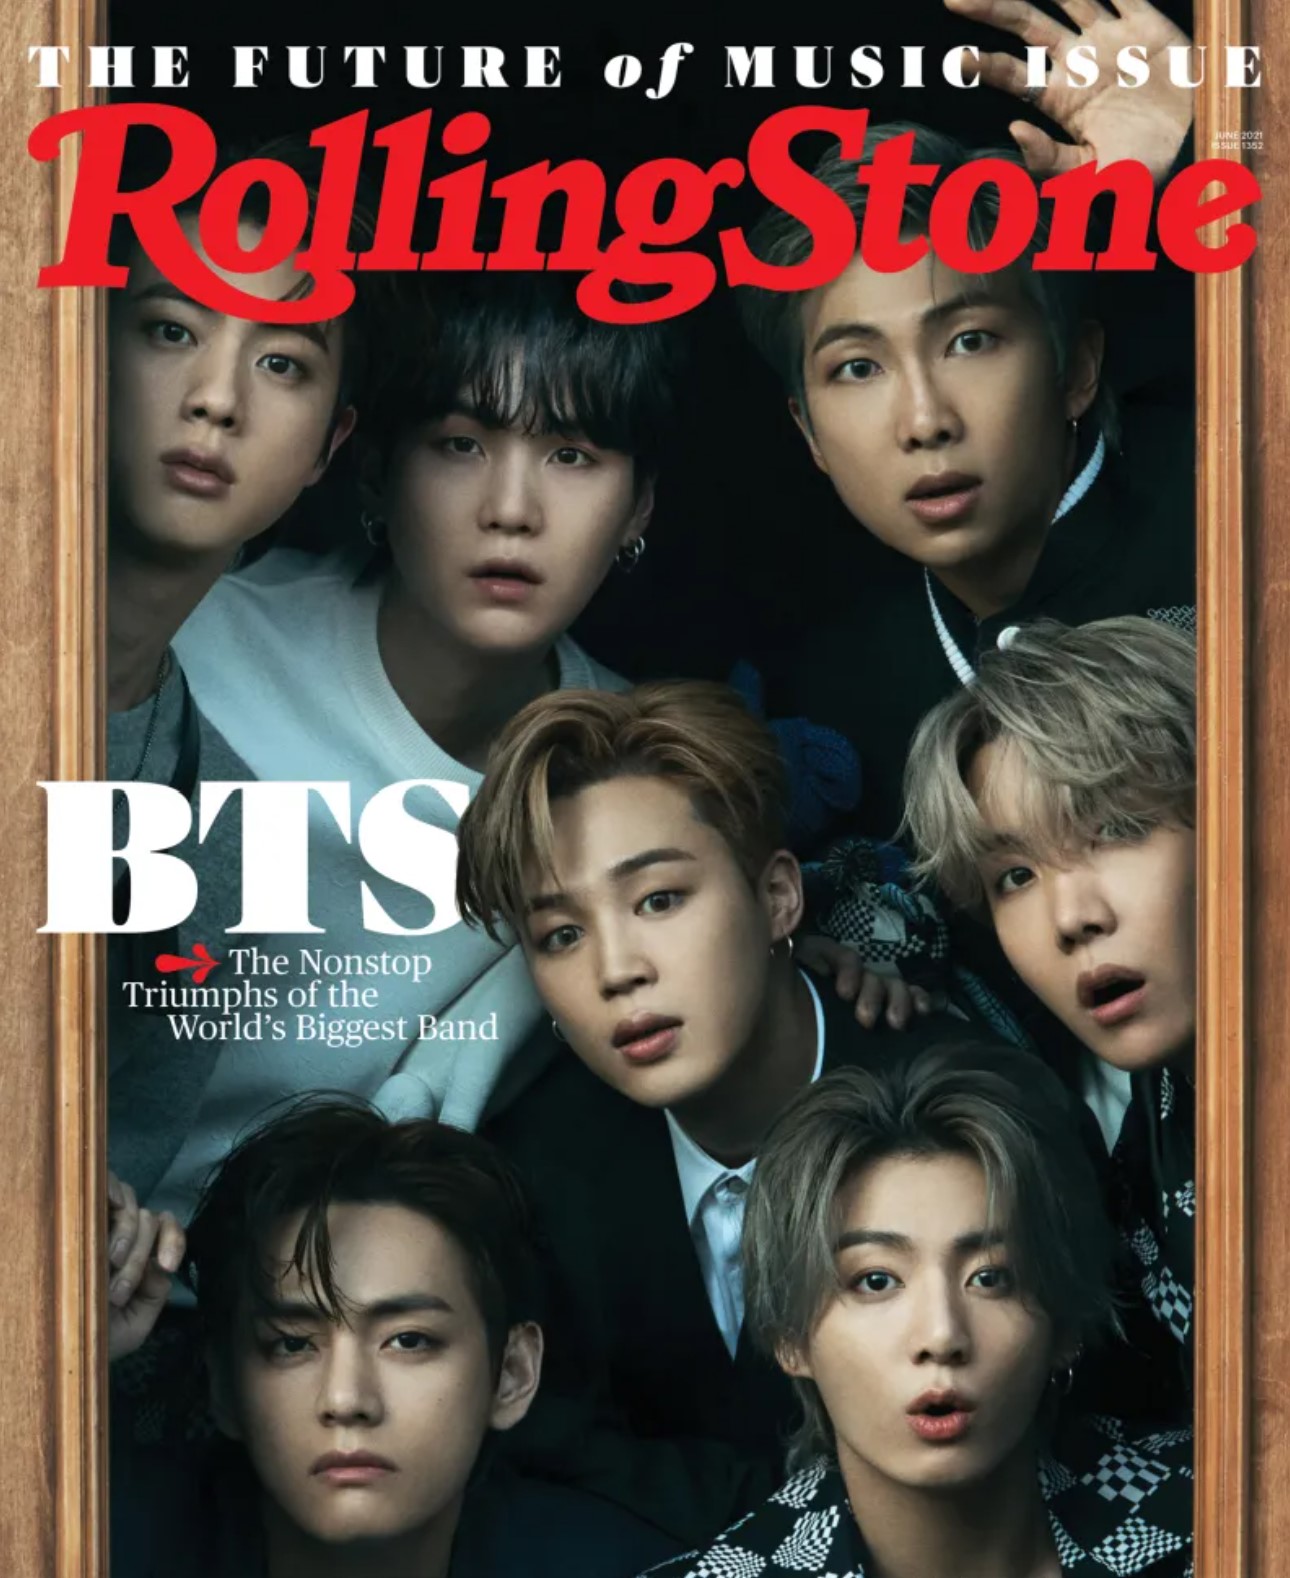 THE FUTURE of MUSIC ISSUE
RollingStone
JUNE 2021
ISSUE 1352
BTS
The Nonstop
Triumphs of the
World's Biggest Band